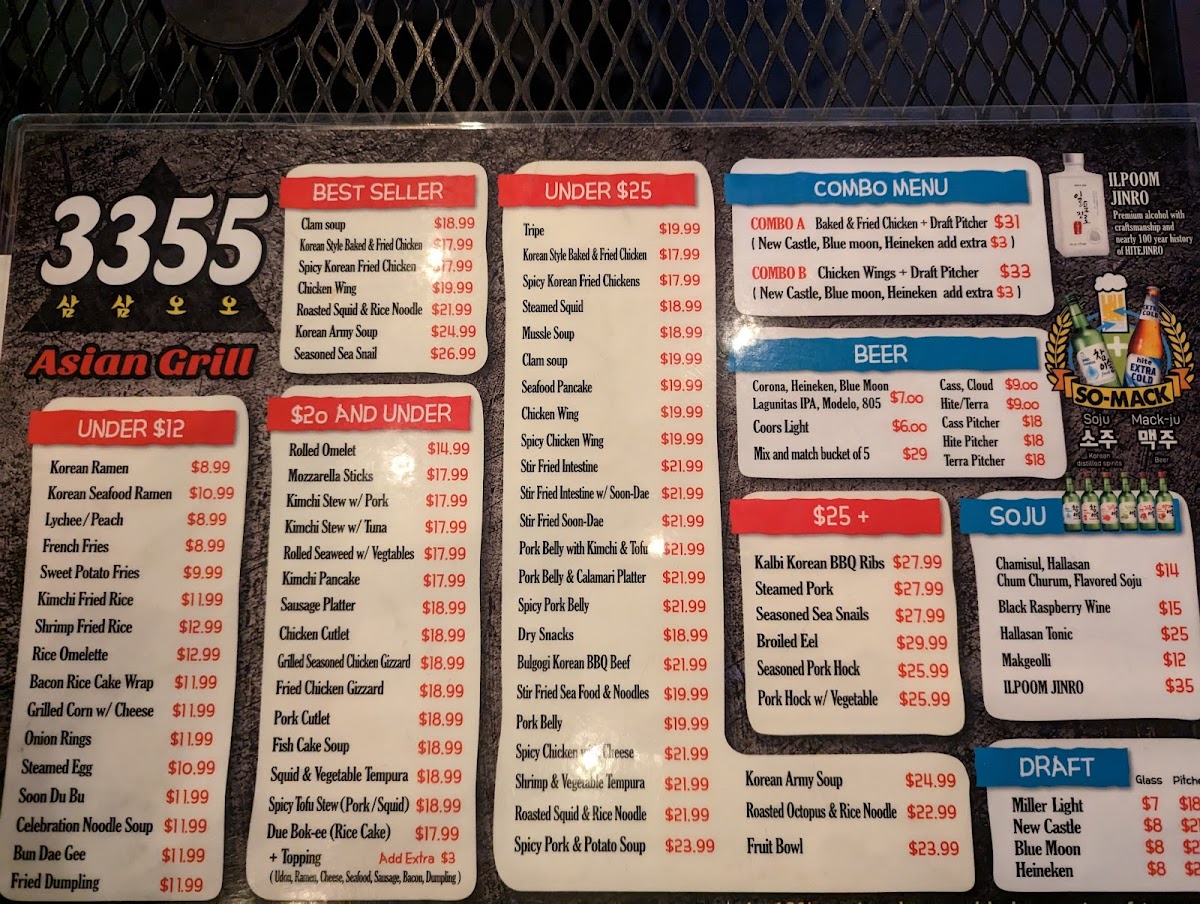 3355
삼 삼 오 오
Asian Grill
UNDER $12
Korean Ramen $8.99
Korean Seafood Ramen $10.99
Lychee/Peach $8.99
French Fries $8.99
Sweet Potato Fries $9.99
Kimchi Fried Rice $11.99
Shrimp Fried Rice $12.99
Rice Omelette $12.99
Bacon Rice Cake Wrap $11.99
Grilled Corn w/ Cheese $11.99
Onion Rings $11.99
Steamed Egg $10.99
Soon Du Bu $11.99
Celebration Noodle Soup $11.99
Bun Dae Gee $11.99
Fried Dumpling $11.99
BEST SELLER
Clam soup $18.99
Korean Style Baked & Fried Chicken $17.99
Spicy Korean Fried Chicken $17.99
Chicken Wing $19.99
Roasted Squid & Rice Noodle $21.99
Korean Army Soup $24.99
Seasoned Sea Snail $26.99
$20 AND UNDER
Rolled Omelet $14.99
Mozzarella Sticks $17.99
Kimchi Stew w/ Pork $17.99
Kimchi Stew w/ Tuna $17.99
Rolled Seaweed w/ Vegtables $17.99
Kimchi Pancake $17.99
Sausage Platter $18.99
Chicken Cutlet $18.99
Grilled Seasoned Chicken Gizzard $18.99
Fried Chicken Gizzard $18.99
Pork Cutlet $18.99
Fish Cake Soup $18.99
Squid & Vegetable Tempura $18.99
Spicy Tofu Stew (Pork/Squid) $18.99
Due Bok-ee (Rice Cake) $17.99
+ Topping Add Extra $3
( Udon, Ramen, Cheese, Seafood, Sausage, Bacon, Dumpling )
UNDER $25
Tripe $19.99
Korean Style Baked & Fried Chicken $17.99
Spicy Korean Fried Chickens $17.99
Steamed Squid $18.99
Mussle Soup $18.99
Clam soup $19.99
Seafood Pancake $19.99
Chicken Wing $19.99
Spicy Chicken Wing $19.99
Stir Fried Intestine $21.99
Stir Fried Intestine w/ Soon-Dae $21.99
Stir Fried Soon-Dae $21.99
Pork Belly with Kimchi & Tofu $21.99
Pork Belly & Calamari Platter $21.99
Spicy Pork Belly $21.99
Dry Snacks $18.99
Bulgogi Korean BBQ Beef $21.99
Stir Fried Sea Food & Noodles $19.99
Pork Belly $19.99
Spicy Chicken with Cheese $21.99
Shrimp & Vegetable Tempura $21.99
Roasted Squid & Rice Noodle $21.99
Spicy Pork & Potato Soup $23.99
Korean Army Soup $24.99
Roasted Octopus & Rice Noodle $22.99
Fruit Bowl $23.99
COMBO MENU
COMBO A Baked & Fried Chicken + Draft Pitcher $31
( New Castle, Blue moon, Heineken add extra $3 )
COMBO B Chicken Wings + Draft Pitcher $33
( New Castle, Blue moon, Heineken add extra $3 )
BEER
Corona, Heineken, Blue Moon
Lagunitas IPA, Modelo, 805 $7.00
Coors Light $6.00
Mix and match bucket of 5 $29
Cass, Cloud $9.00
Hite/Terra $9.00
Cass Pitcher $18
Hite Pitcher $18
Terra Pitcher $18
$25 +
Kalbi Korean BBQ Ribs $27.99
Steamed Pork $27.99
Seasoned Sea Snails $27.99
Broiled Eel $29.99
Seasoned Pork Hock $25.99
Pork Hock w/ Vegetable $25.99
ILPOOM
JINRO
Premium alcohol with
craftsmanship and
nearly 100 year history
of HITEJINRO
hite
EXTRA
COLD
SO-MACK
Soju Mack-ju
소주 맥주
Korean
distilled spirits
Beer
SOJU
Chamisul, Hallasan
Chum Churum, Flavored Soju $14
Black Raspberry Wine $15
Hallasan Tonic $25
Makgeolli $12
ILPOOM JINRO $35
DRAFT
Glass
Miller Light $7 $18
New Castle $8
Blue Moon $8
Heineken $8